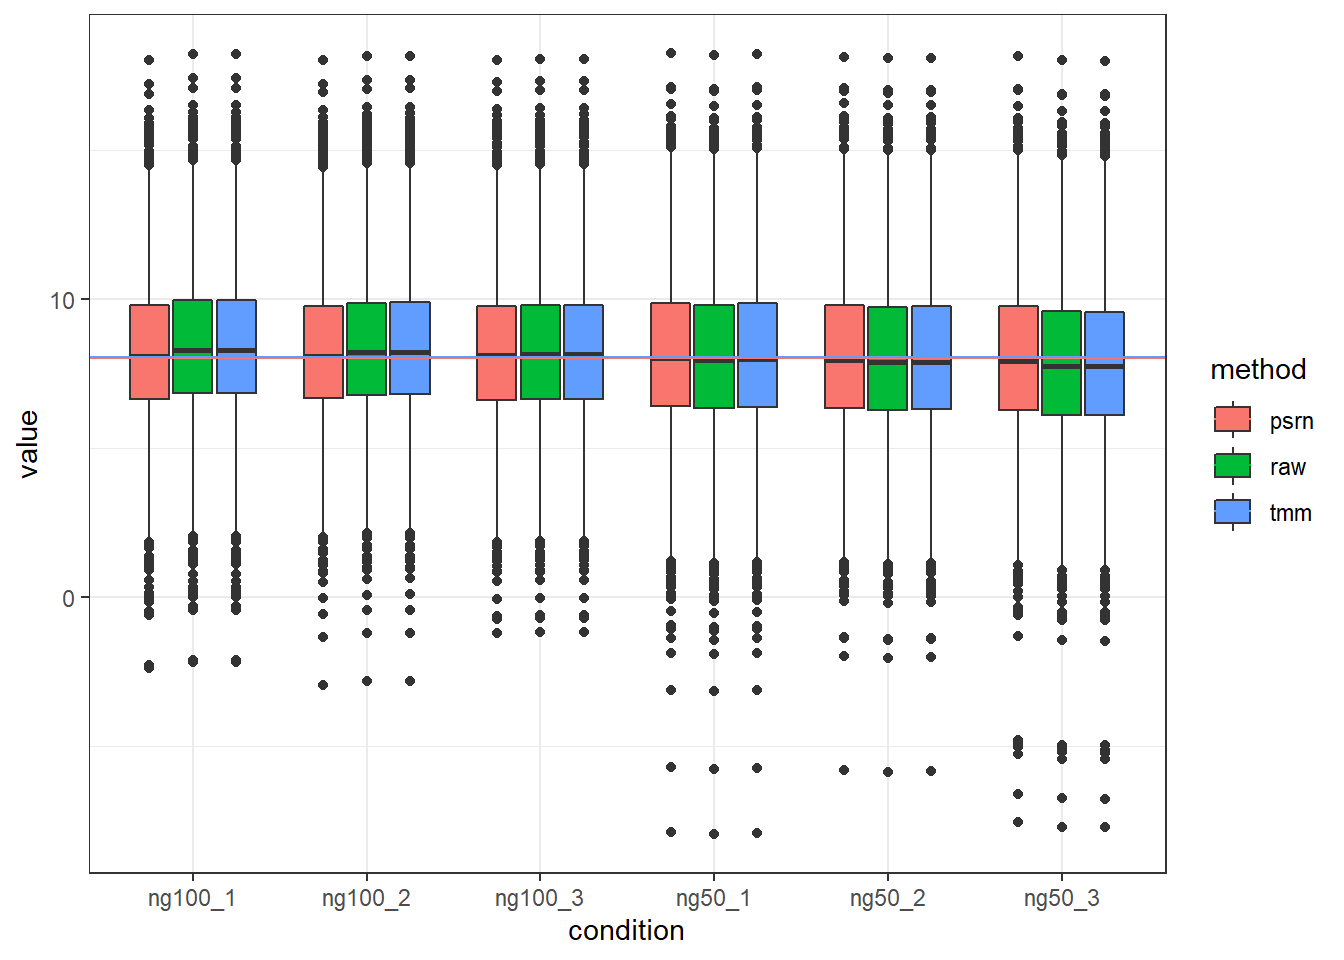 10
0
value
ng100_1 ng100_2 ng100_3 ng50_1 ng50_2 ng50_3
condition
method
psrn
raw
tmm